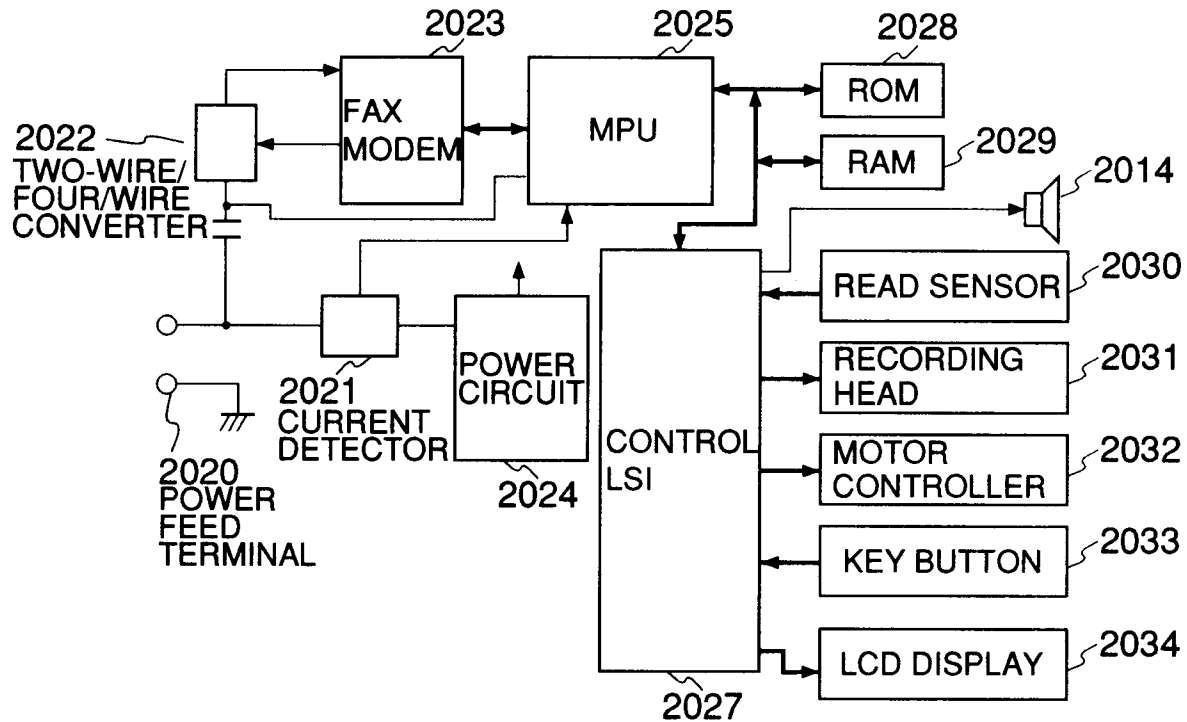 2023
2025
2028
FAX
MODEM
MPU
ROM
2022
TWO-WIRE/
FOUR/WIRE
CONVERTER
RAM
2029
2014
READ SENSOR
2030
POWER
CIRCUIT
RECORDING
HEAD
2031
2021
CURRENT
DETECTOR
CONTROL
LSI
MOTOR
CONTROLLER
2032
2020
POWER
FEED
TERMINAL
2024
KEY BUTTON
2033
LCD DISPLAY
2034
2027